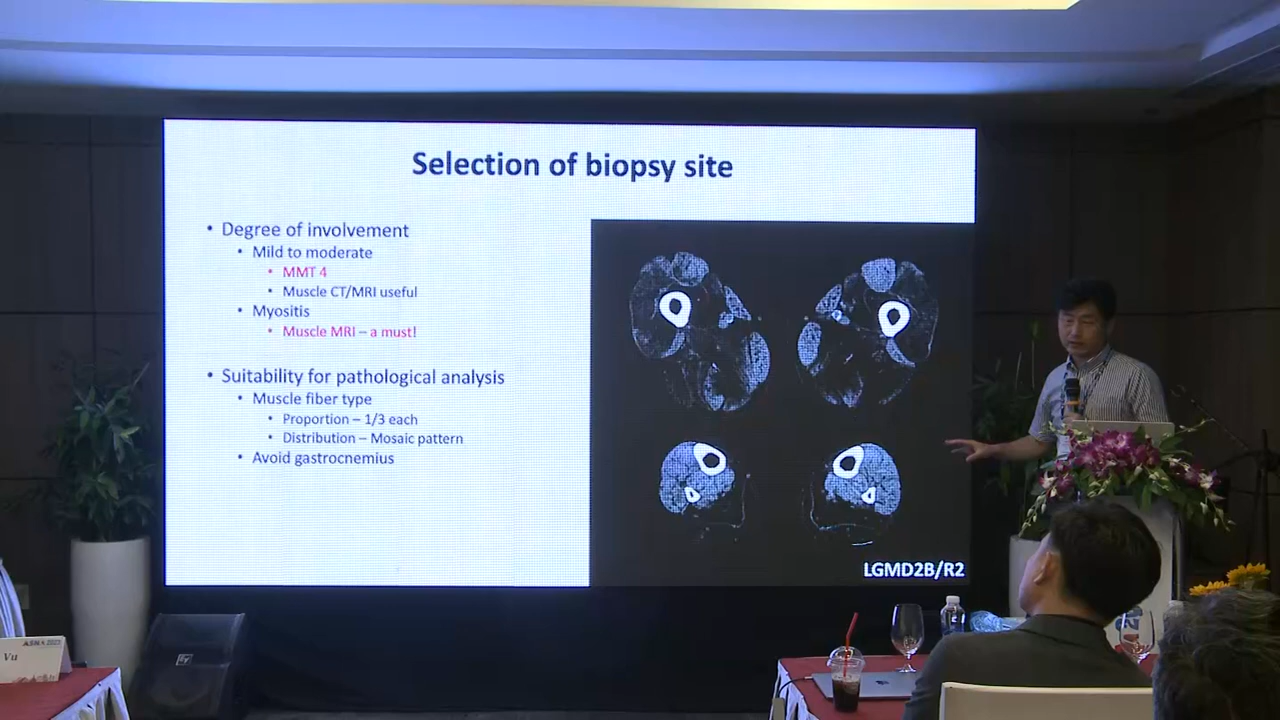 Selection of biopsy site
• Degree of involvement
• Mild to moderate
• MMT 4
• Muscle CT/MRI useful
• Myositis
• Muscle MRI – a must!
• Suitability for pathological analysis
• Muscle fiber type
• Proportion – 1/3 each
• Distribution – Mosaic pattern
• Avoid gastrocnemius
LGMD2B/R2
Vu